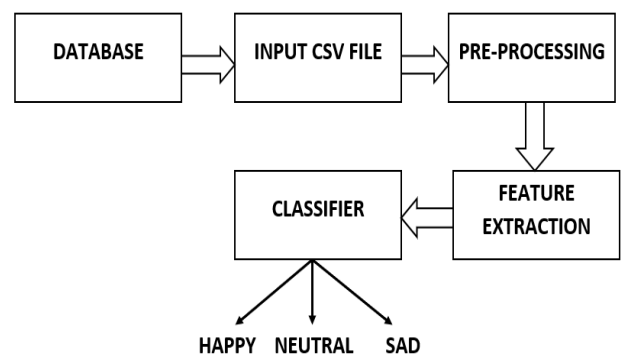 DATABASE
INPUT CSV FILE
PRE-PROCESSING
FEATURE
EXTRACTION
CLASSIFIER
HAPPY
NEUTRAL
SAD